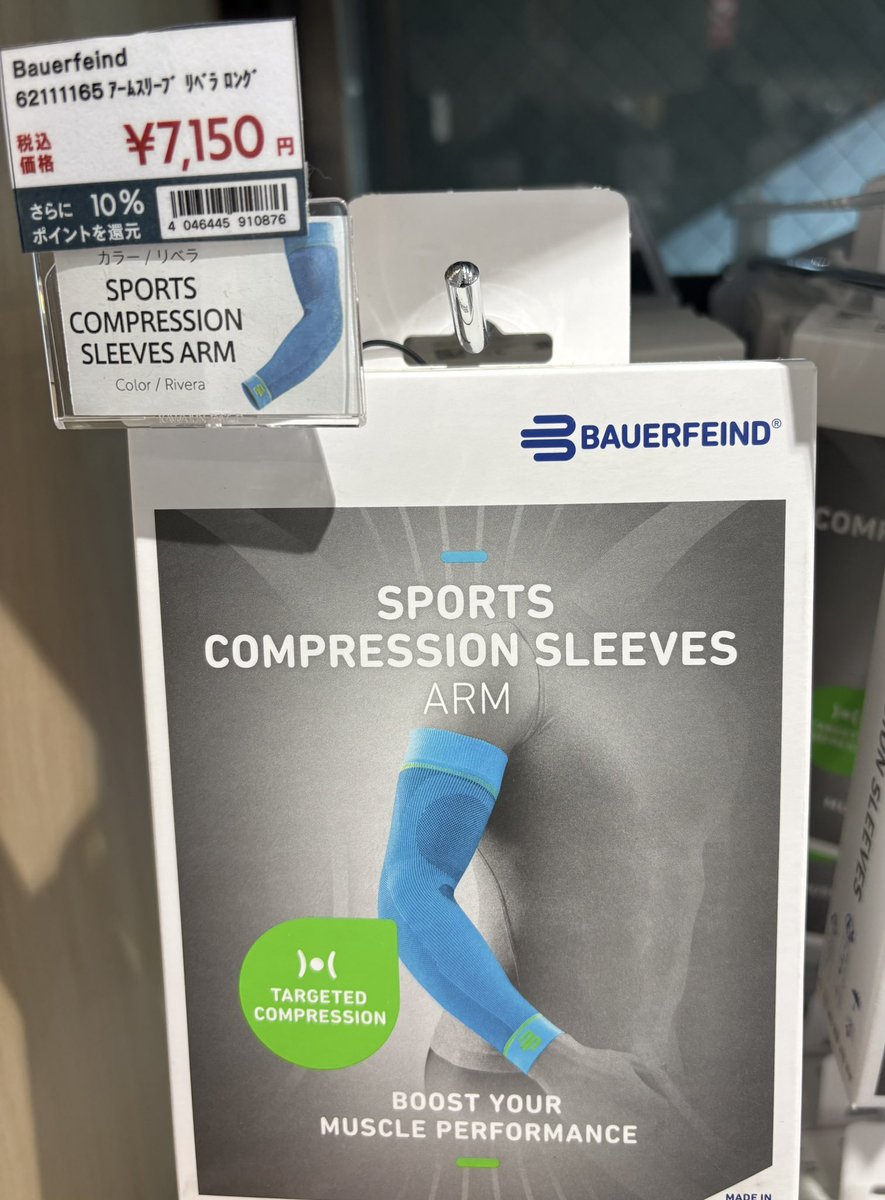 Bauerfeind
62111165 ｱｰﾑｽﾘｰﾌﾞ ﾘﾍﾞﾗ ﾛﾝｸﾞ
税込
価格
¥7,150円
さらに 10%
ポイントを還元
4 046445 910876
カラー/リベラ
SPORTS
COMPRESSION
SLEEVES ARM
Color / Rivera
BAUERFEIND®
SPORTS
COMPRESSION SLEEVES
ARM
TARGETED
COMPRESSION
BOOST YOUR
MUSCLE PERFORMANCE
MADE IN
SLEEVES